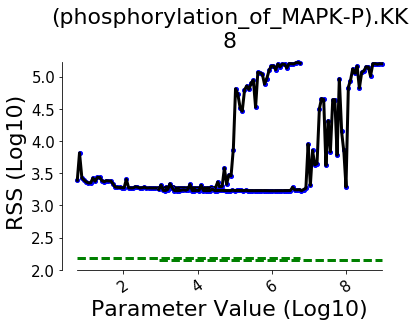 (phosphorylation_of_MAPK-P).KK
8
5.0
4.5
4.0
3.5
3.0
2.5
2.0
RSS (Log10)
2 4 6 8
Parameter Value (Log10)